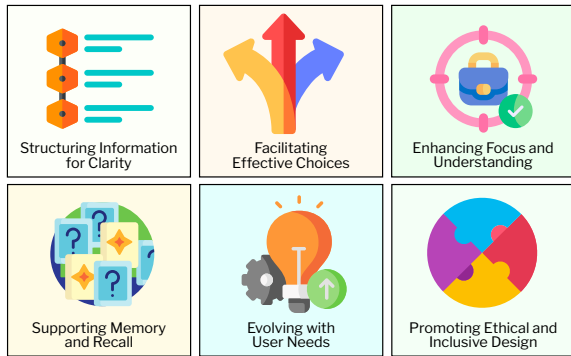 Structuring Information
for Clarity
Facilitating
Effective Choices
Enhancing Focus and
Understanding
Supporting Memory
and Recall
Evolving with
User Needs
Promoting Ethical and
Inclusive Design